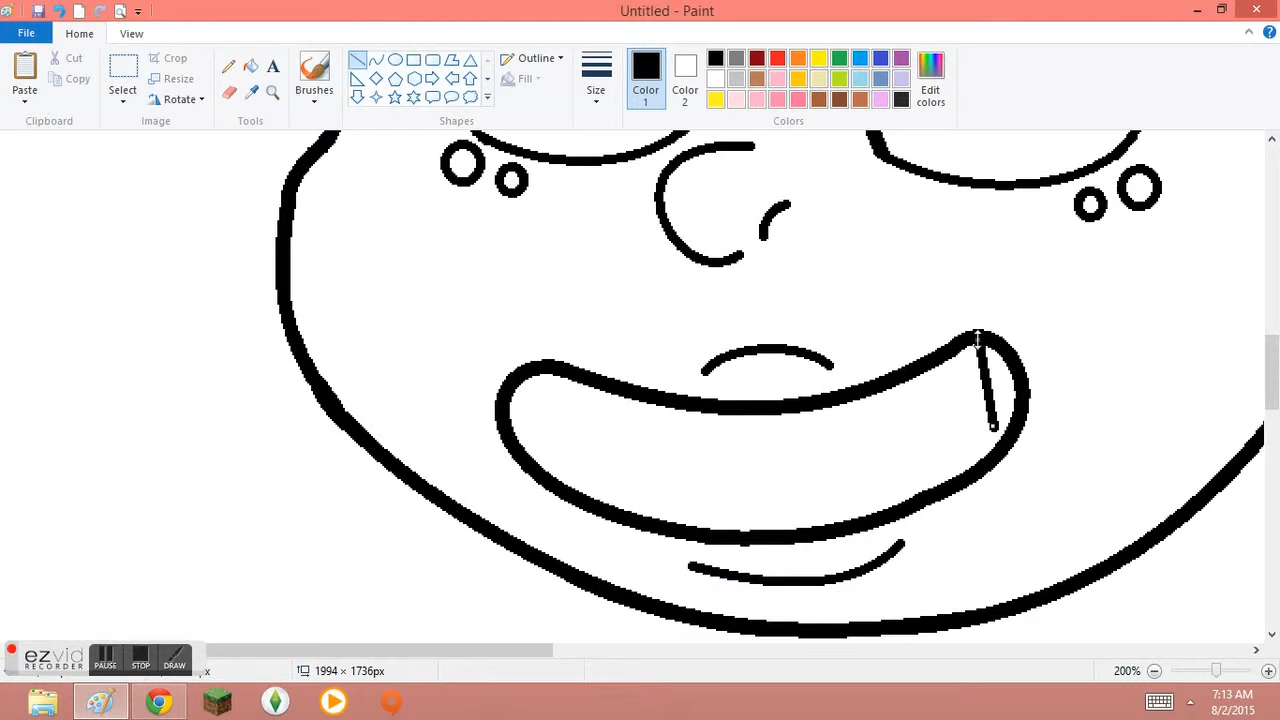 Untitled - Paint
File
Home
View
Paste
Cut
Copy
Clipboard
Select
Crop
Resize
Rotate
Image
A
Tools
Brushes
Outline
Fill
Shapes
Size
Color 1
Color 2
Edit colors
Colors
ezvid
RECORDER
PAUSE
STOP
DRAW
1994 × 1736px
200%
7:13 AM
8/2/2015